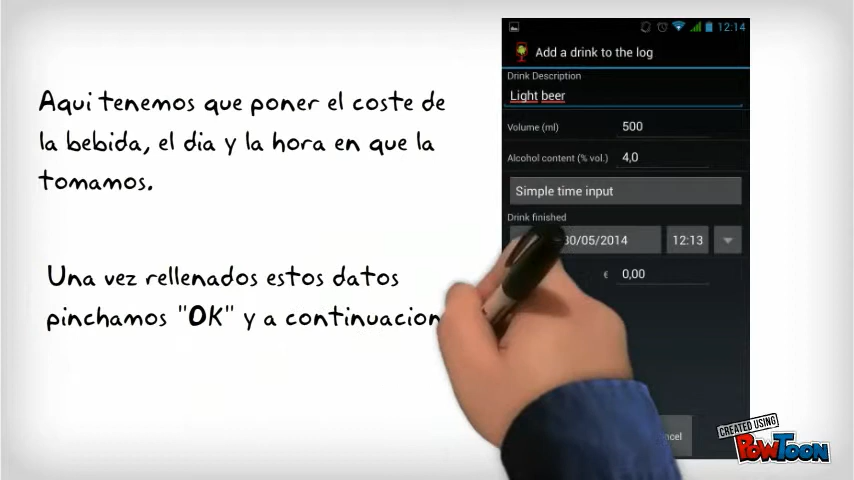 Aqui tenemos que poner el coste de
la bebida, el dia y la hora en que la
tomamos.
Una vez rellenados estos datos
pinchamos "OK" y a continuacion
12:14
Add a drink to the log
Drink Description
Light beer
Volume (ml) 500
Alcohol content (% vol.) 4,0
Simple time input
Drink finished
30/05/2014 12:13
€ 0,00
CREATED USING
POWTOON